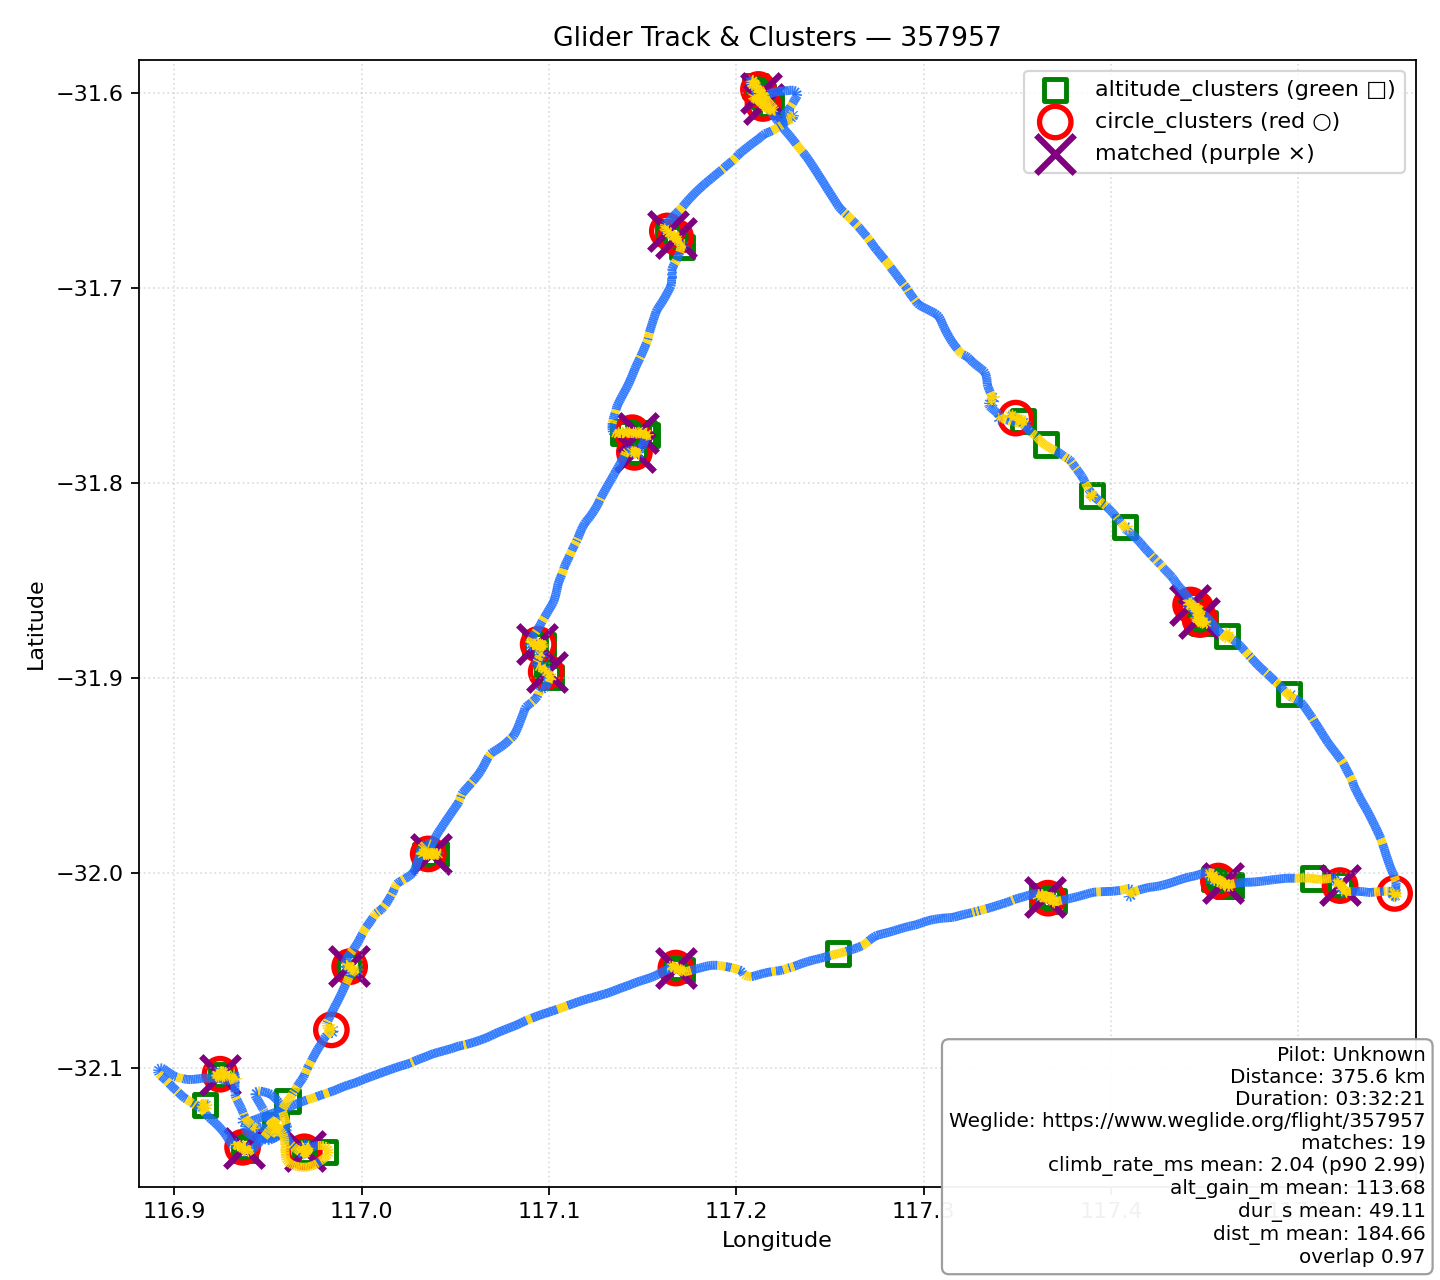 Glider Track & Clusters — 357957
altitude_clusters (green □)
circle_clusters (red ○)
matched (purple ×)
−31.6
−31.7
−31.8
−31.9
−32.0
−32.1
Latitude
116.9
117.0
117.1
117.2
117.3
117.4
Longitude
Pilot: Unknown
Distance: 375.6 km
Duration: 03:32:21
Weglide: https://www.weglide.org/flight/357957
matches: 19
climb_rate_ms mean: 2.04 (p90 2.99)
alt_gain_m mean: 113.68
dur_s mean: 49.11
dist_m mean: 184.66
overlap 0.97